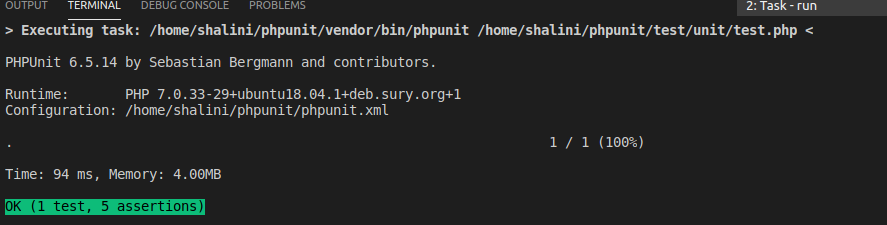 OUTPUT TERMINAL DEBUG CONSOLE PROBLEMS 2: Task - run
> Executing task: /home/shalini/phpunit/vendor/bin/phpunit /home/shalini/phpunit/test/unit/test.php <
PHPUnit 6.5.14 by Sebastian Bergmann and contributors.
Runtime: PHP 7.0.33-29+ubuntu18.04.1+deb.sury.org+1
Configuration: /home/shalini/phpunit/phpunit.xml
. 1 / 1 (100%)
Time: 94 ms, Memory: 4.00MB
OK (1 test, 5 assertions)